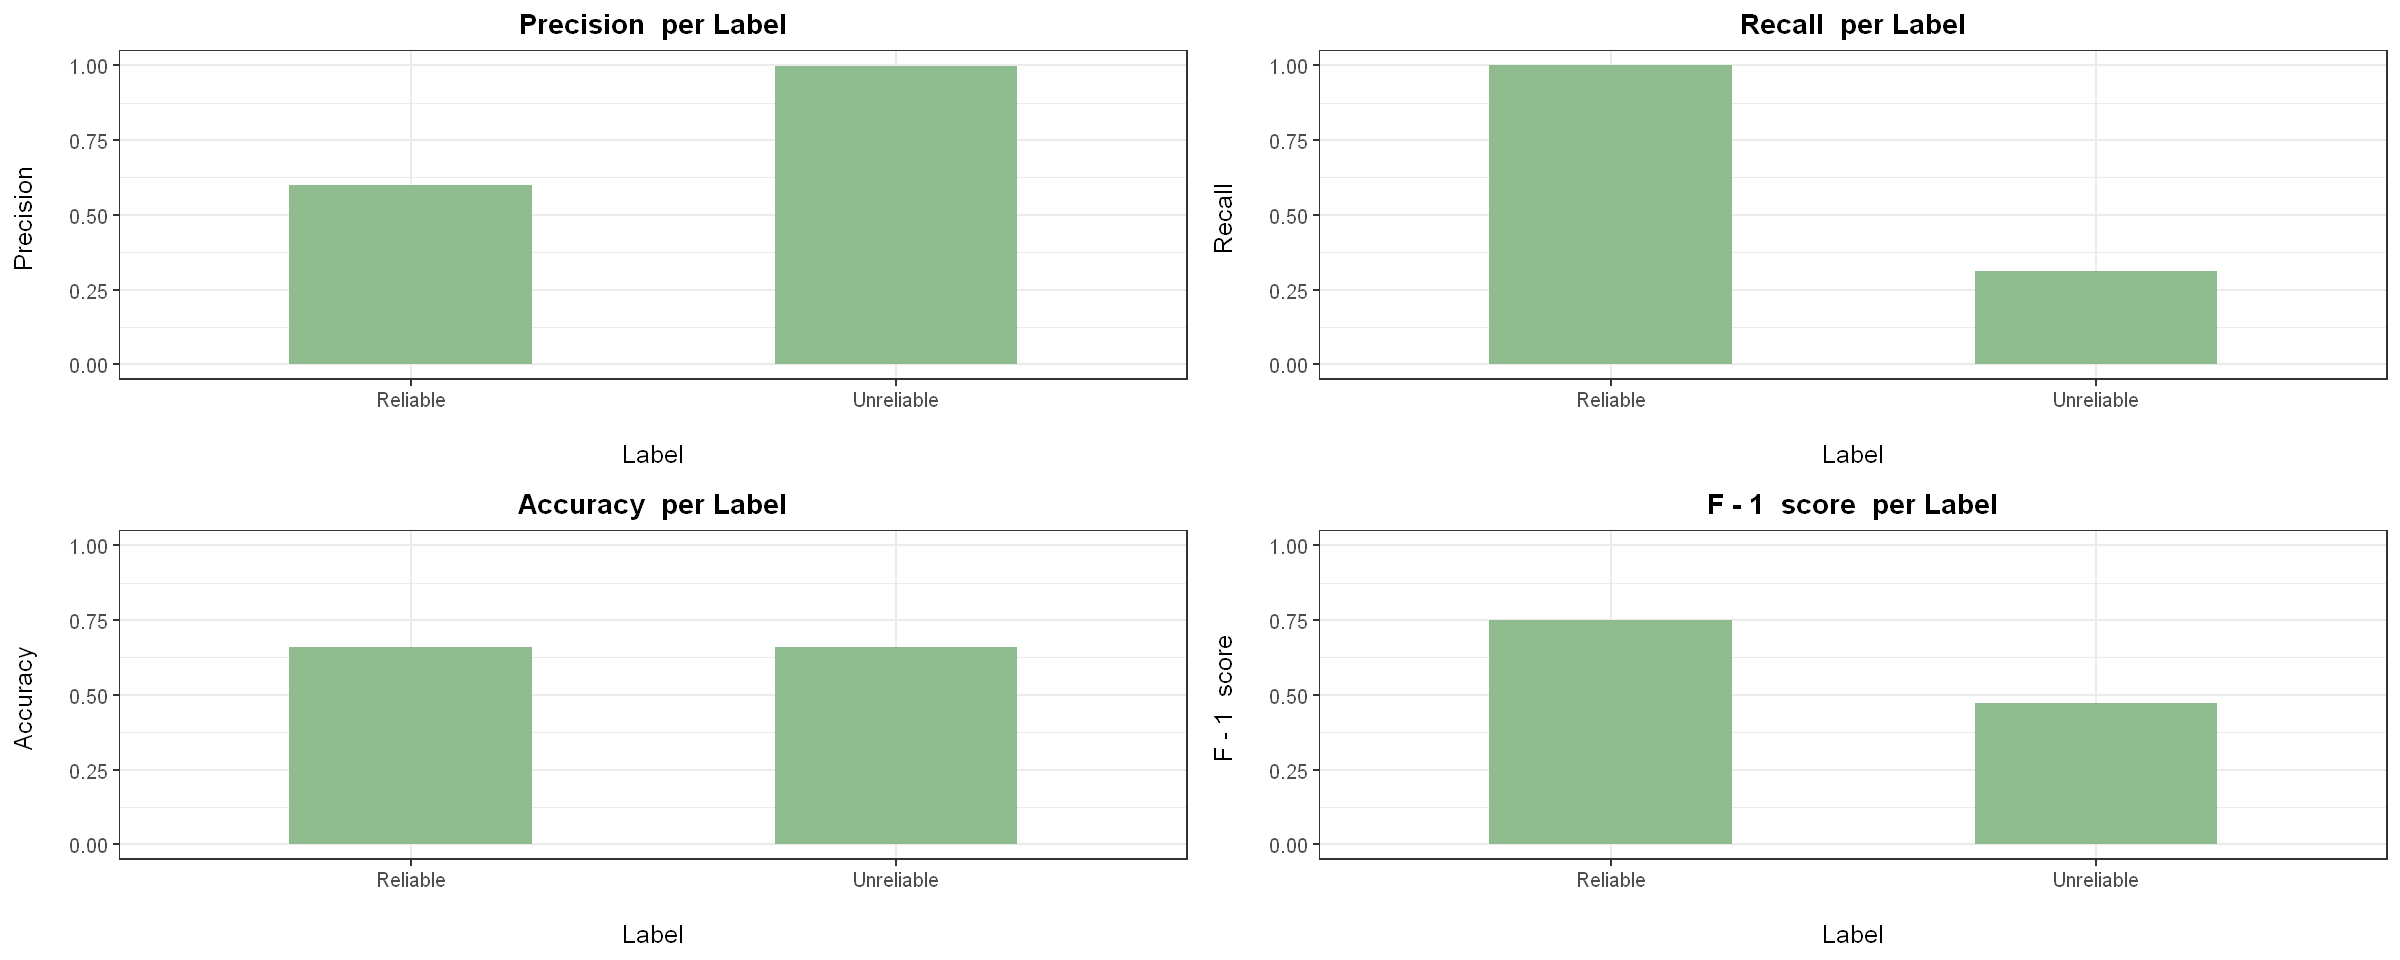 Precision  per Label
Precision
1.00
0.75
0.50
0.25
0.00
Reliable
Unreliable
Label
Recall  per Label
Recall
1.00
0.75
0.50
0.25
0.00
Reliable
Unreliable
Label
Accuracy  per Label
Accuracy
1.00
0.75
0.50
0.25
0.00
Reliable
Unreliable
Label
F - 1  score  per Label
F - 1  score
1.00
0.75
0.50
0.25
0.00
Reliable
Unreliable
Label